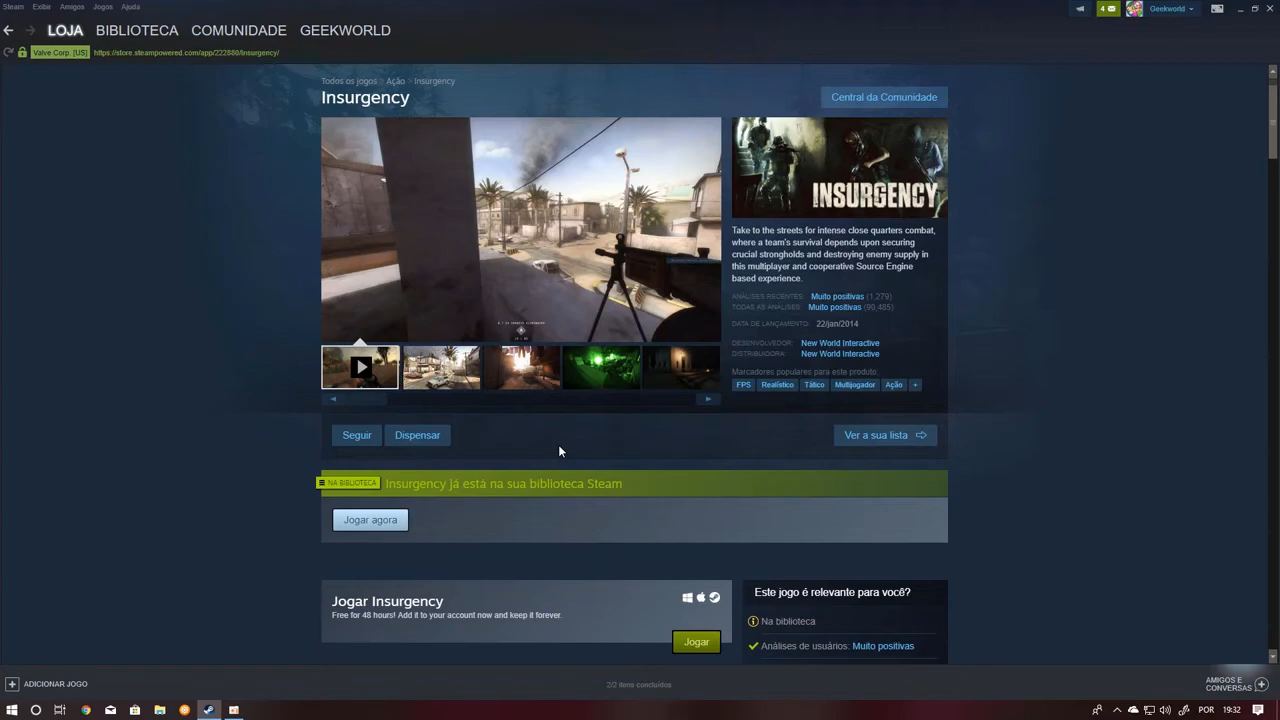 Steam Exibir Amigos Jogos Ajuda
4
Geekworld
LOJA BIBLIOTECA COMUNIDADE GEEKWORLD
Valve Corp. [US] https://store.steampowered.com/app/222880/Insurgency/
Todos os jogos > Ação > Insurgency
Insurgency
Central da Comunidade
INSURGENCY
Take to the streets for intense close quarters combat,
where a team's survival depends upon securing
crucial strongholds and destroying enemy supply in
this multiplayer and cooperative Source Engine
based experience.
ANÁLISES RECENTES: Muito positivas (1,279)
TODAS AS ANÁLISES: Muito positivas (90,485)
DATA DE LANÇAMENTO: 22/jan/2014
DESENVOLVEDOR: New World Interactive
DISTRIBUIDORA: New World Interactive
Marcadores populares para este produto:
FPS Realístico Tático Multijogador Ação +
Seguir Dispensar Ver a sua lista
NA BIBLIOTECA Insurgency já está na sua biblioteca Steam
Jogar agora
Jogar Insurgency
Free for 48 hours! Add it to your account now and keep it forever.
Jogar
Este jogo é relevante para você?
Na biblioteca
Análises de usuários: Muito positivas
ADICIONAR JOGO
2/2 itens concluídos
AMIGOS E
CONVERSAS
POR 19:32